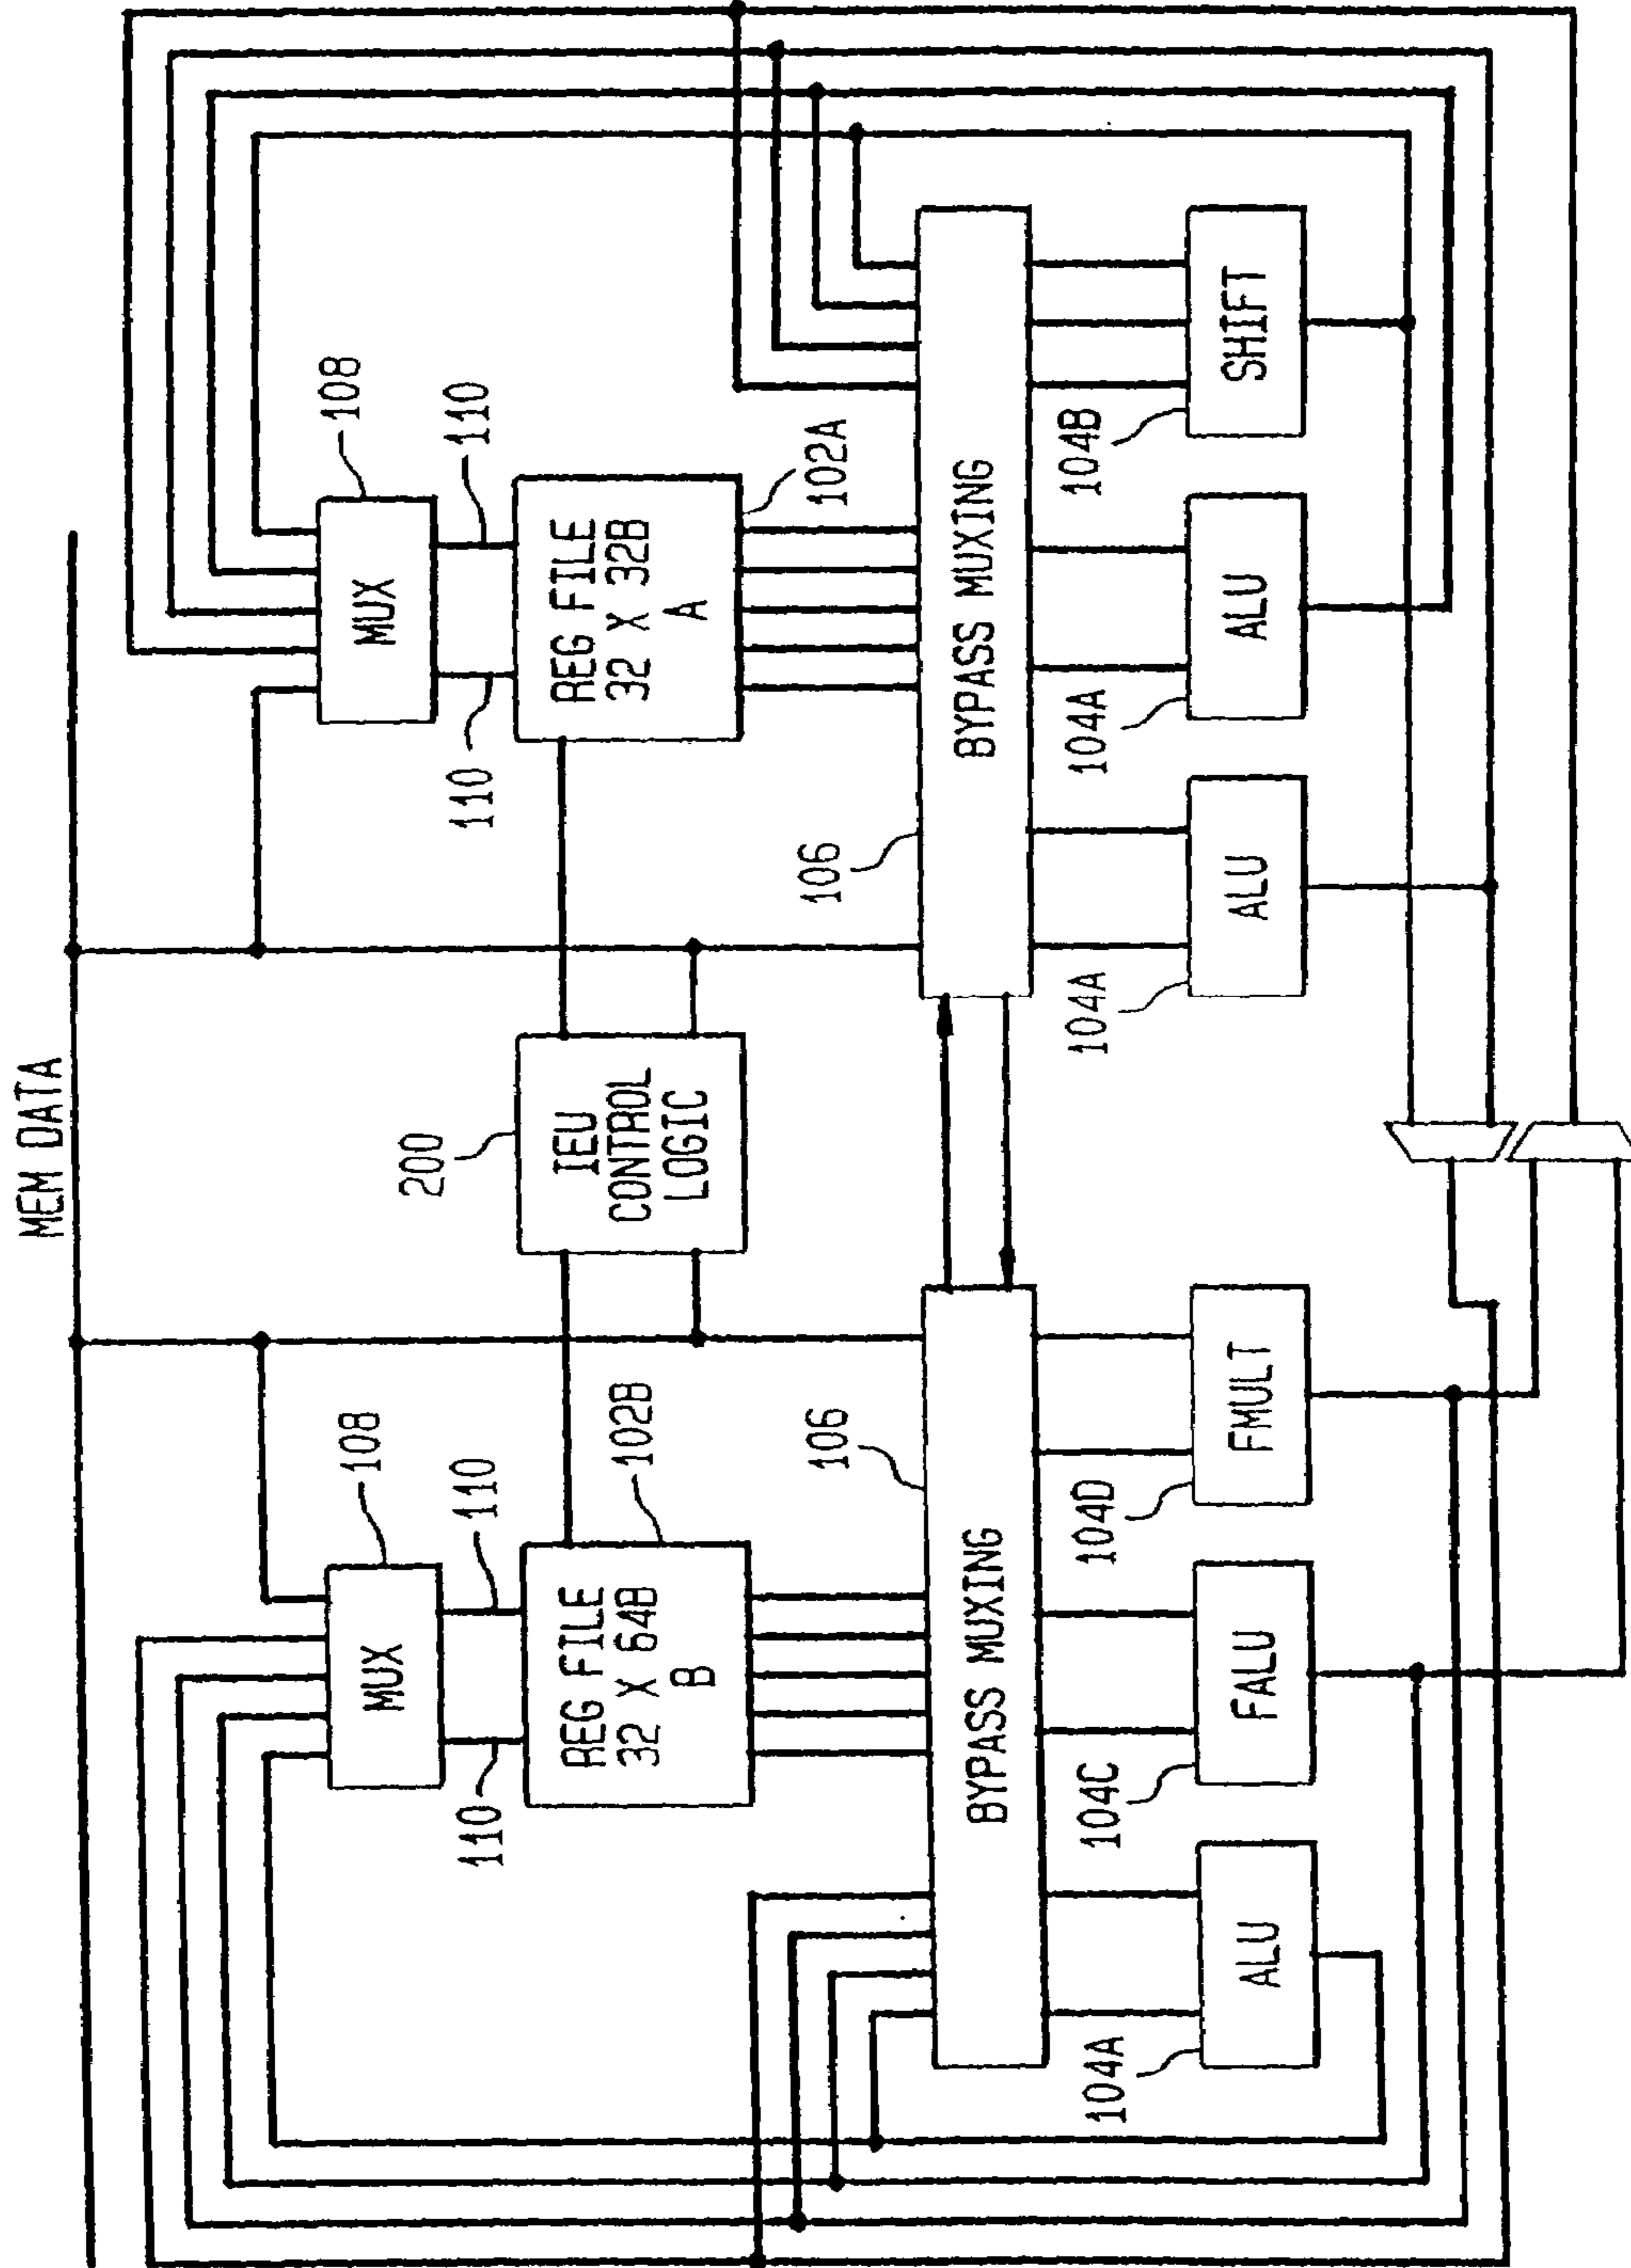 MEM DATA
108
MUX
110
110
REG FILE
32 X 64B
B
102B
200
IEU
CONTROL
LOGIC
108
MUX
110
110
REG FILE
32 X 32B
A
102A
106
BYPASS MUXING
106
BYPASS MUXING
104A
ALU
104C
FALU
104D
FMULT
104A
ALU
104A
ALU
104B
SHIFT